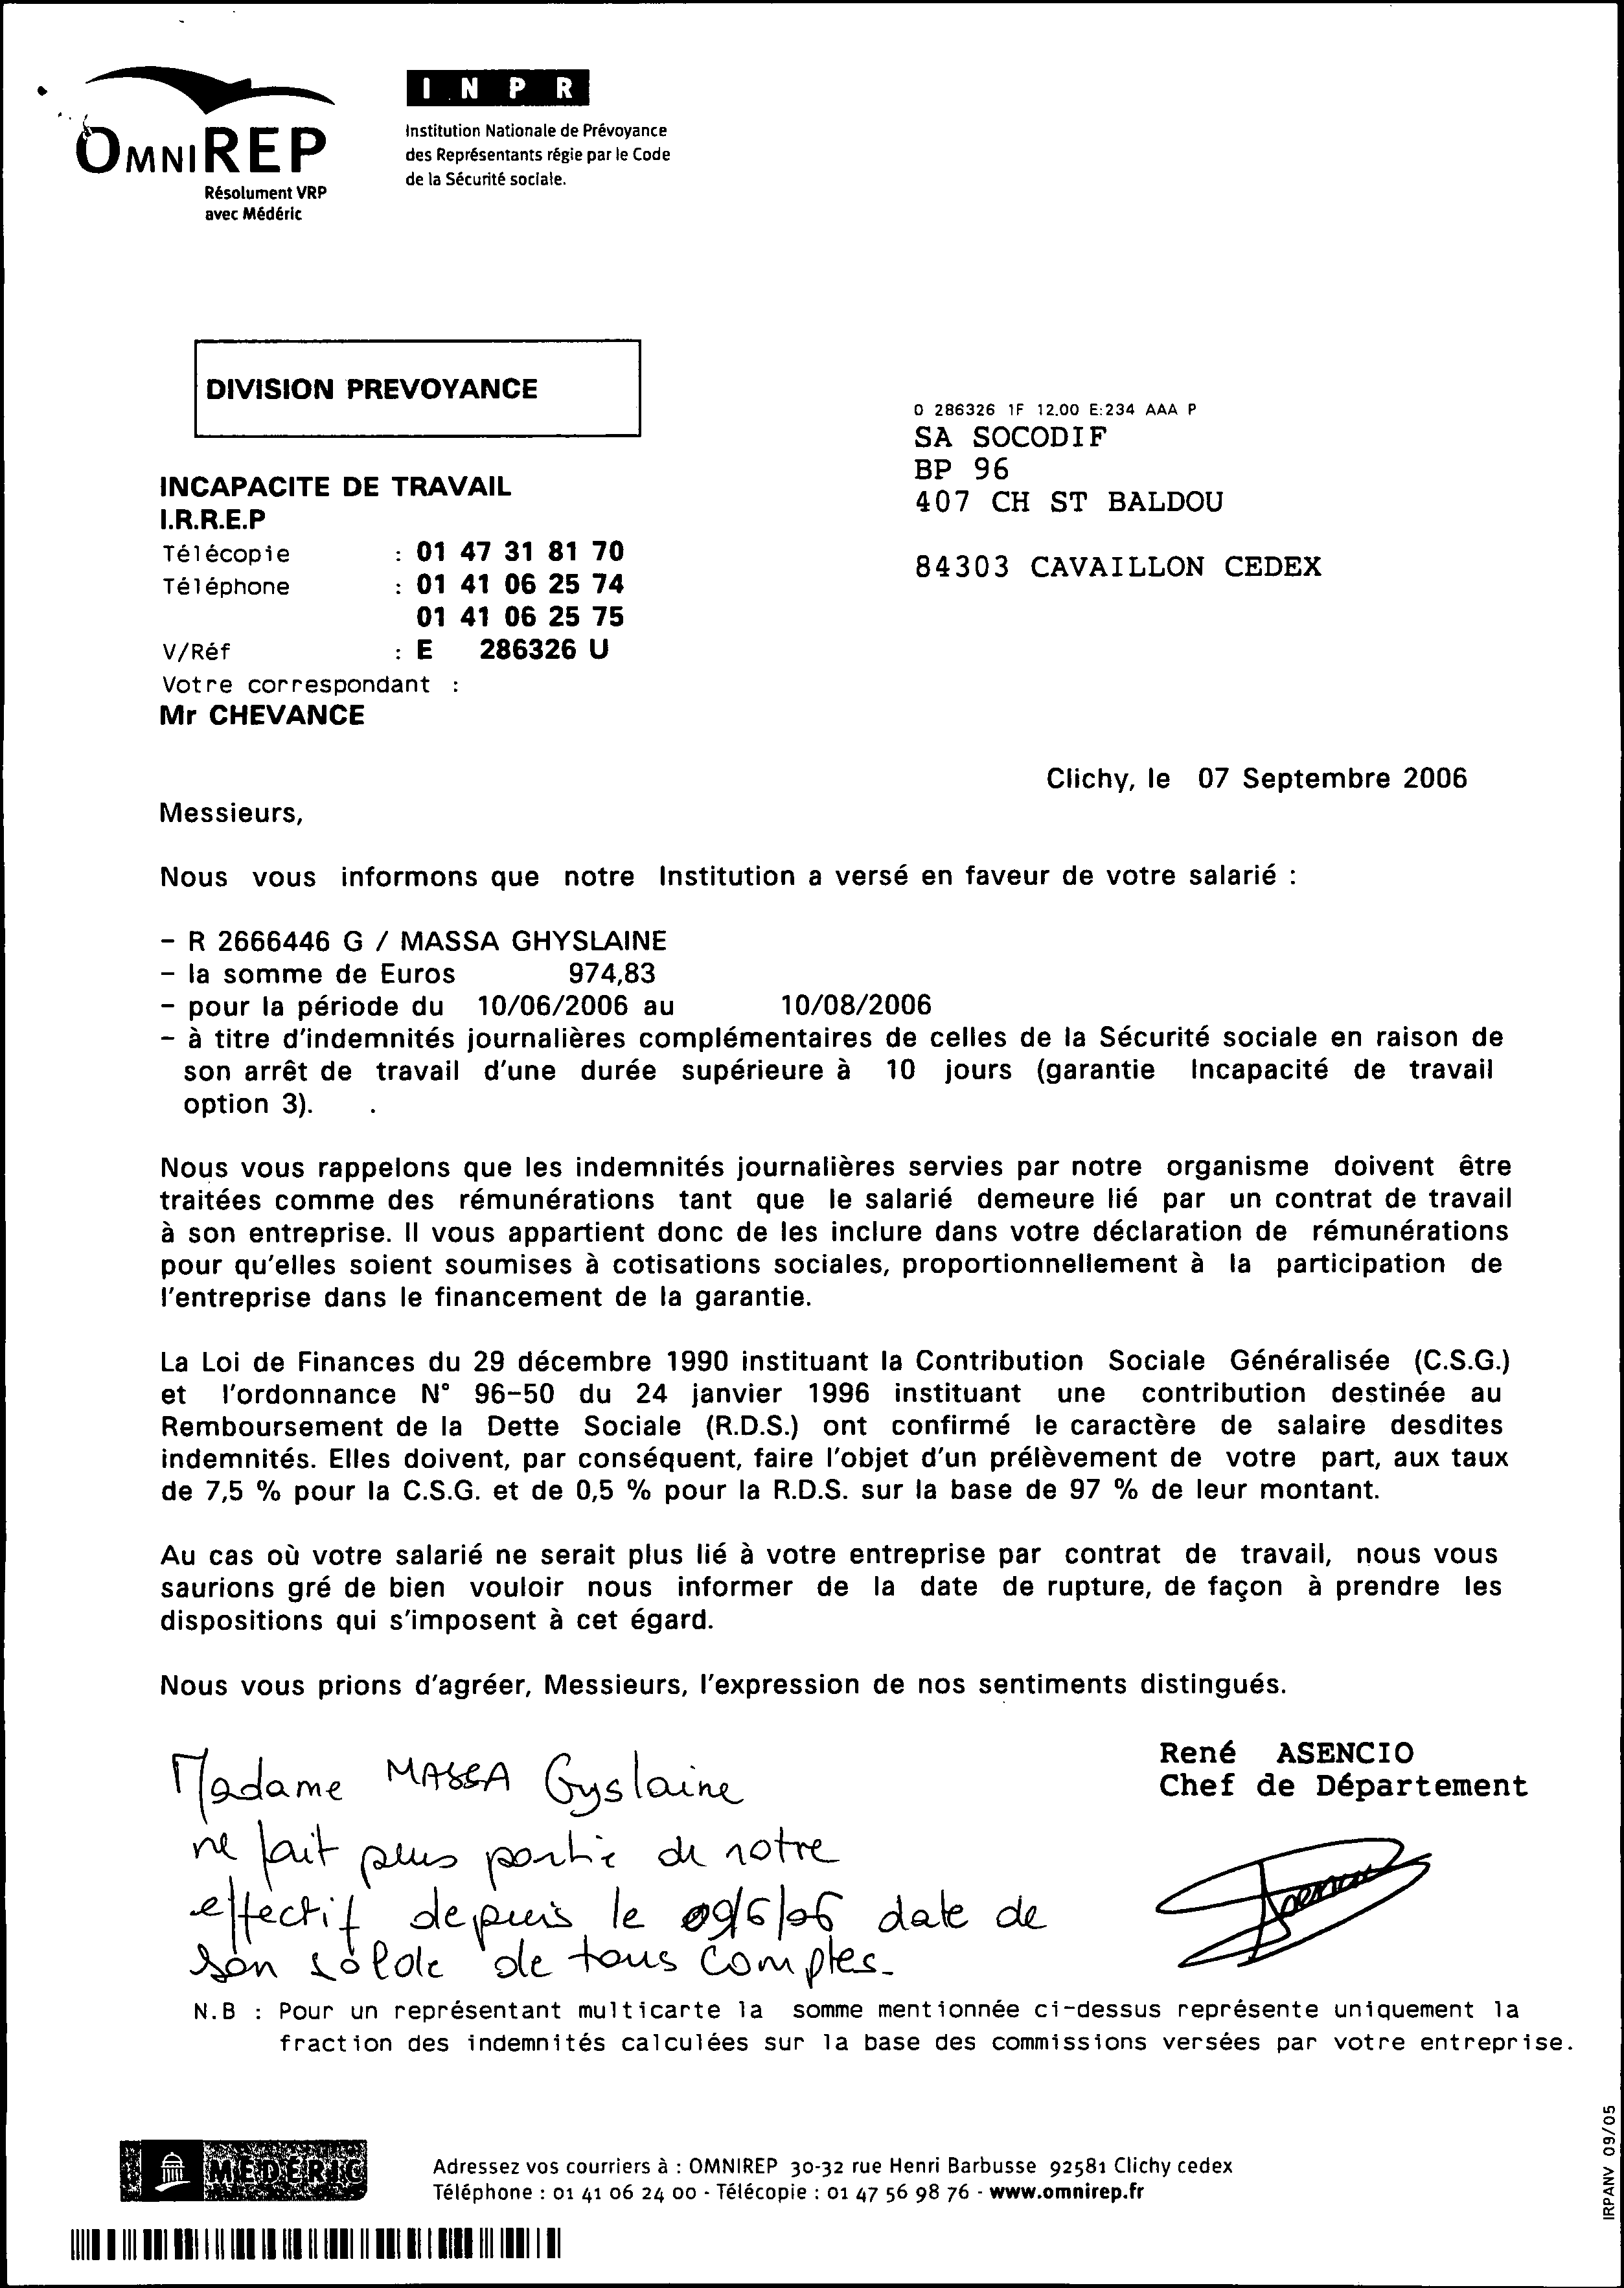 OMNIREP
Résolument VRP
avec Médéric
INPR
Institution Nationale de Prévoyance
des Représentants régie par le Code
de la Sécurité sociale.
DIVISION PREVOYANCE
INCAPACITE DE TRAVAIL
I.R.R.E.P
Télécopie : 01 47 31 81 70
Téléphone : 01 41 06 25 74
01 41 06 25 75
V/Réf : E 286326 U
Votre correspondant :
Mr CHEVANCE
0 286326 1F 12.00 E:234 AAA P
SA SOCODIF
BP 96
407 CH ST BALDOU
84303 CAVAILLON CEDEX
Clichy, le 07 Septembre 2006
Messieurs,
Nous vous informons que notre Institution a versé en faveur de votre salarié :
- R 2666446 G / MASSA GHYSLAINE
- la somme de Euros 974,83
- pour la période du 10/06/2006 au 10/08/2006
- à titre d'indemnités journalières complémentaires de celles de la Sécurité sociale en raison de
son arrêt de travail d'une durée supérieure à 10 jours (garantie Incapacité de travail
option 3).
Nous vous rappelons que les indemnités journalières servies par notre organisme doivent être
traitées comme des rémunérations tant que le salarié demeure lié par un contrat de travail
à son entreprise. Il vous appartient donc de les inclure dans votre déclaration de rémunérations
pour qu'elles soient soumises à cotisations sociales, proportionnellement à la participation de
l'entreprise dans le financement de la garantie.
La Loi de Finances du 29 décembre 1990 instituant la Contribution Sociale Généralisée (C.S.G.)
et l'ordonnance N° 96-50 du 24 janvier 1996 instituant une contribution destinée au
Remboursement de la Dette Sociale (R.D.S.) ont confirmé le caractère de salaire desdites
indemnités. Elles doivent, par conséquent, faire l'objet d'un prélèvement de votre part, aux taux
de 7,5 % pour la C.S.G. et de 0,5 % pour la R.D.S. sur la base de 97 % de leur montant.
Au cas où votre salarié ne serait plus lié à votre entreprise par contrat de travail, nous vous
saurions gré de bien vouloir nous informer de la date de rupture, de façon à prendre les
dispositions qui s'imposent à cet égard.
Nous vous prions d'agréer, Messieurs, l'expression de nos sentiments distingués.
René ASENCIO
Chef de Département
Madame MASSA Gyslaine
ne fait plus partie de notre
effectif depuis le 09/6/06 date de
son solde de tous comptes.
N.B : Pour un représentant multicarte la somme mentionnée ci-dessus représente uniquement la
fraction des indemnités calculées sur la base des commissions versées par votre entreprise.
MÉDÉRIC
Adressez vos courriers à : OMNIREP 30-32 rue Henri Barbusse 92581 Clichy cedex
Téléphone : 01 41 06 24 00 - Télécopie : 01 47 56 98 76 - www.omnirep.fr
IRPANV 09/05